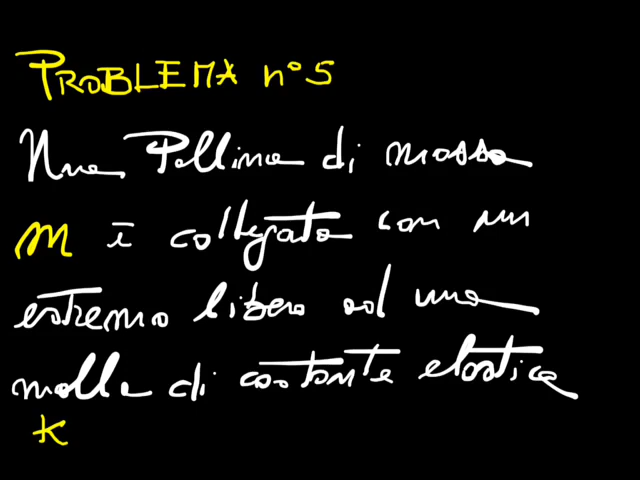 PROBLEMA n° 5
Una Pallina di massa
m è collegata con un
estremo libero ad una
molla di costante elastica
K